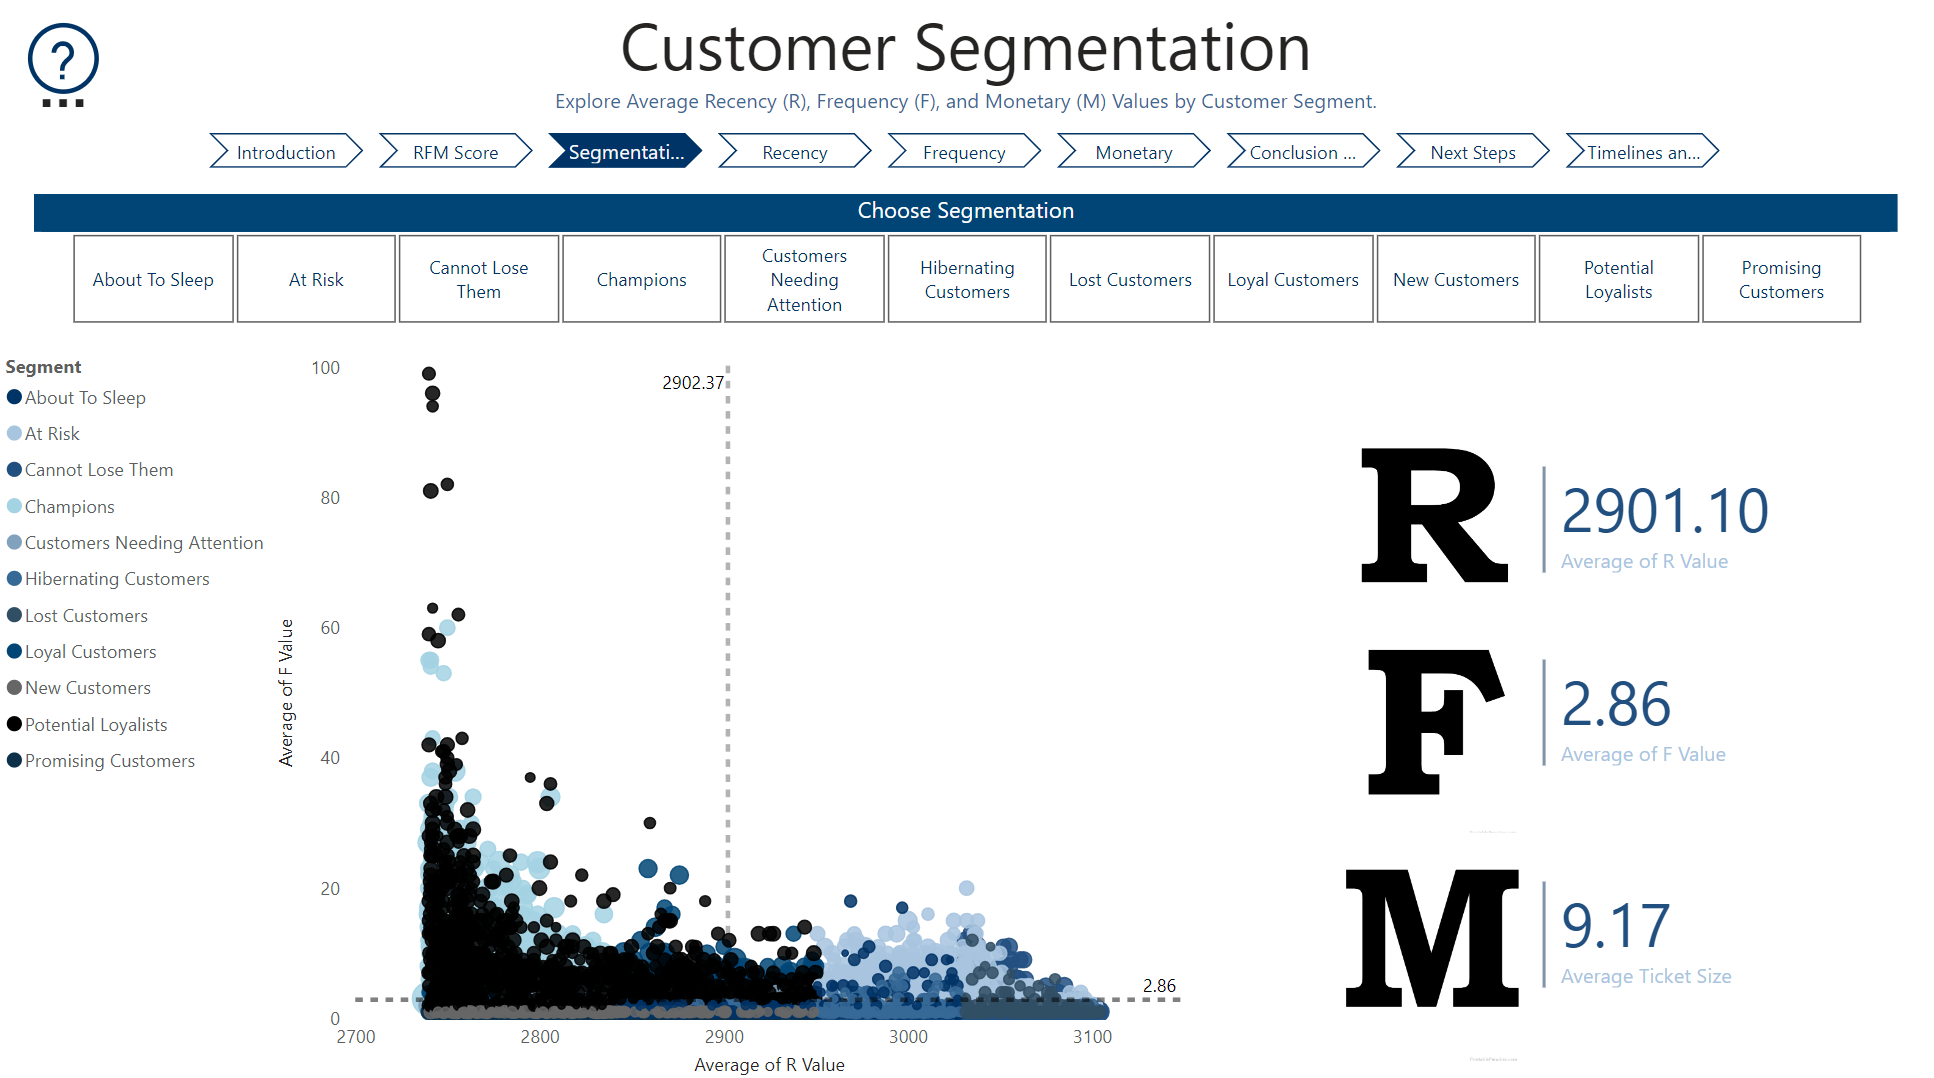 ?
...
Customer Segmentation
Explore Average Recency (R), Frequency (F), and Monetary (M) Values by Customer Segment.
Introduction
RFM Score
Segmentati...
Recency
Frequency
Monetary
Conclusion ...
Next Steps
Timelines an...
Choose Segmentation
About To Sleep
At Risk
Cannot Lose
Them
Champions
Customers
Needing
Attention
Hibernating
Customers
Lost Customers
Loyal Customers
New Customers
Potential
Loyalists
Promising
Customers
Segment
About To Sleep
At Risk
Cannot Lose Them
Champions
Customers Needing Attention
Hibernating Customers
Lost Customers
Loyal Customers
New Customers
Potential Loyalists
Promising Customers
Average of F Value
100
80
60
40
20
0
2902.37
2.86
2700
2800
2900
3000
3100
Average of R Value
R
2901.10
Average of R Value
F
2.86
Average of F Value
M
9.17
Average Ticket Size